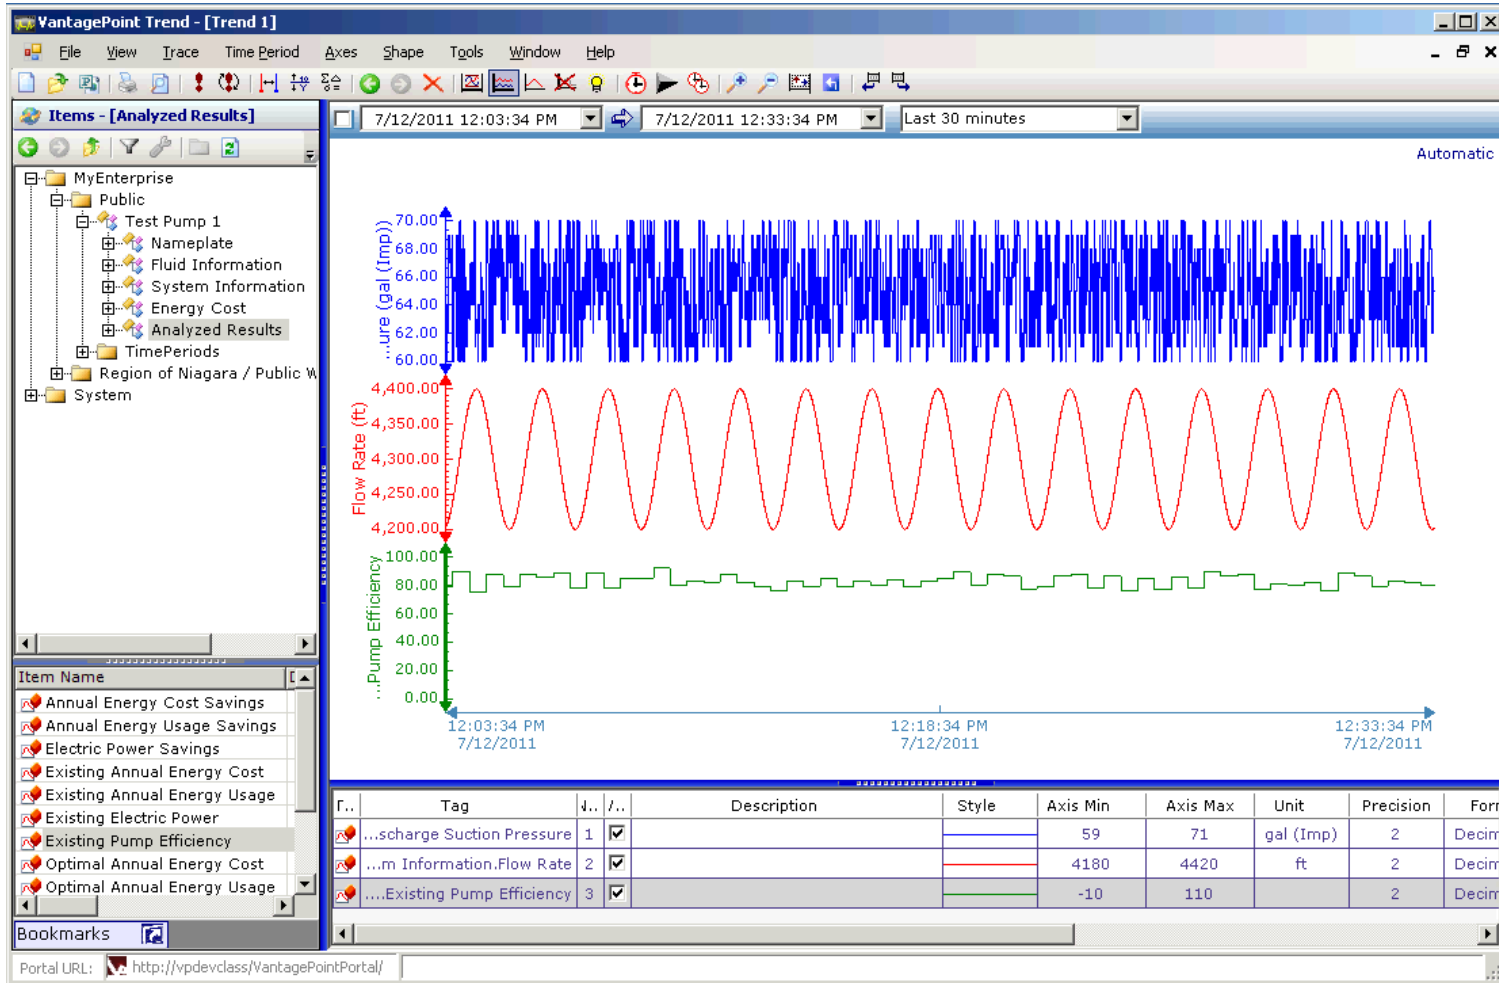 VantagePoint Trend - [Trend 1]
File View Trace Time Period Axes Shape Tools Window Help
Items - [Analyzed Results]
7/12/2011 12:03:34 PM 7/12/2011 12:33:34 PM Last 30 minutes
Automatic
MyEnterprise
Public
Test Pump 1
Nameplate
Fluid Information
System Information
Energy Cost
Analyzed Results
TimePeriods
Region of Niagara / Public W
System
...ure (gal (Imp))
70.00
68.00
66.00
64.00
62.00
60.00
Flow Rate (ft)
4,400.00
4,350.00
4,300.00
4,250.00
4,200.00
...Pump Efficiency
100.00
80.00
60.00
40.00
20.00
0.00
12:03:34 PM 12:18:34 PM 12:33:34 PM
7/12/2011 7/12/2011 7/12/2011
Item Name
Annual Energy Cost Savings
Annual Energy Usage Savings
Electric Power Savings
Existing Annual Energy Cost
Existing Annual Energy Usage
Existing Electric Power
Existing Pump Efficiency
Optimal Annual Energy Cost
Optimal Annual Energy Usage
Bookmarks
Tag Description Style Axis Min Axis Max Unit Precision Forr
...scharge Suction Pressure 1 59 71 gal (Imp) 2 Decim
...m Information.Flow Rate 2 4180 4420 ft 2 Decim
....Existing Pump Efficiency 3 -10 110 2 Decim
Portal URL: http://vpdevclass/VantagePointPortal/